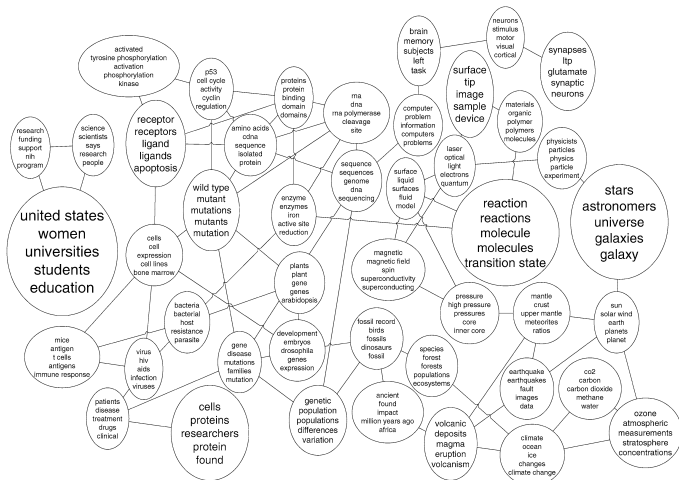 neurons
stimulus
motor
visual
cortical
brain
memory
subjects
left
task
synapses
ltp
glutamate
synaptic
neurons
activated
tyrosine phosphorylation
activation
phosphorylation
kinase
p53
cell cycle
activity
cyclin
regulation
proteins
protein
binding
domain
domains
rna
dna
rna polymerase
cleavage
site
computer
problem
information
computers
problems
surface
tip
image
sample
device
materials
organic
polymer
polymers
molecules
research
funding
support
nih
program
science
scientists
says
research
people
receptor
receptors
ligand
ligands
apoptosis
amino acids
cdna
sequence
isolated
protein
sequence
sequences
genome
dna
sequencing
surface
liquid
surfaces
fluid
model
laser
optical
light
electrons
quantum
physicists
particles
physics
particle
experiment
united states
women
universities
students
education
wild type
mutant
mutations
mutants
mutation
enzyme
enzymes
iron
active site
reduction
reaction
reactions
molecule
molecules
transition state
stars
astronomers
universe
galaxies
galaxy
cells
cell
expression
cell lines
bone marrow
magnetic
magnetic field
spin
superconductivity
superconducting
plants
plant
gene
genes
arabidopsis
bacteria
bacterial
host
resistance
parasite
pressure
high pressure
pressures
core
inner core
mantle
crust
upper mantle
meteorites
ratios
sun
solar wind
earth
planets
planet
mice
antigen
t cells
antigens
immune response
virus
hiv
aids
infection
viruses
gene
disease
mutations
families
mutation
development
embryos
drosophila
genes
expression
fossil record
birds
fossils
dinosaurs
fossil
species
forest
forests
populations
ecosystems
earthquake
earthquakes
fault
images
data
co2
carbon
carbon dioxide
methane
water
patients
disease
treatment
drugs
clinical
cells
proteins
researchers
protein
found
genetic
population
populations
differences
variation
ancient
found
impact
million years ago
africa
volcanic
deposits
magma
eruption
volcanism
climate
ocean
ice
changes
climate change
ozone
atmospheric
measurements
stratosphere
concentrations